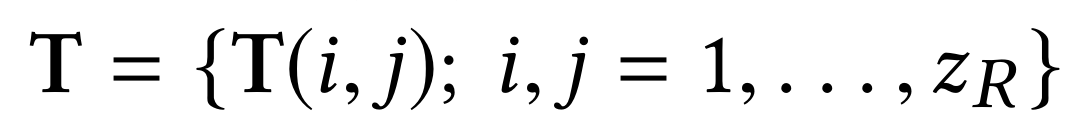 T = {T(i, j); i, j = 1, . . . , z_R}